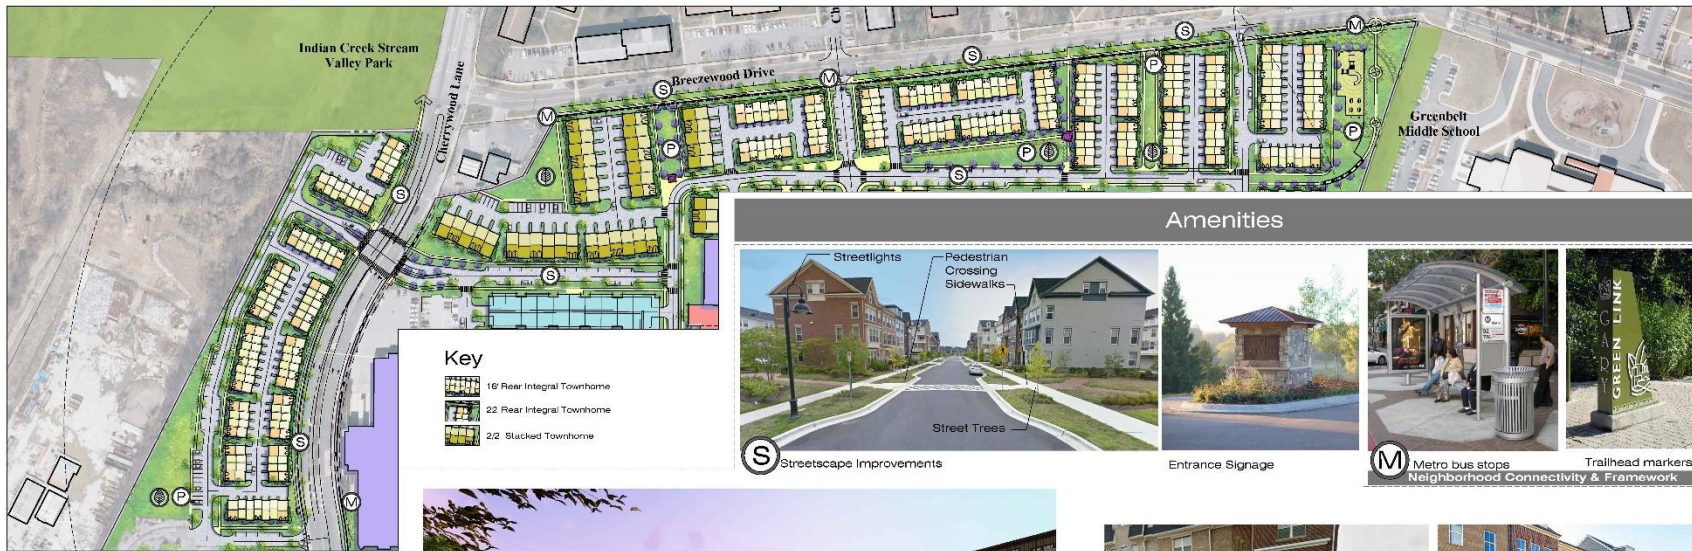 Indian Creek Stream
Valley Park
Cherrywood Lane
Breezewood Drive
Ch
M
S
M
S
S
M
P
P
P
P
S
S
S
S
S
P
M
Greenbelt
Middle School
Key
16' Rear Integral Townhome
22 Rear Integral Townhome
2/2 Stacked Townhome
Amenities
Streetlights
Pedestrian
Crossing
Sidewalks
Street Trees
S Streetscape Improvements
Entrance Signage
M Metro bus stops
Trailhead markers
Neighborhood Connectivity & Framework
GARY
GREEN LINK